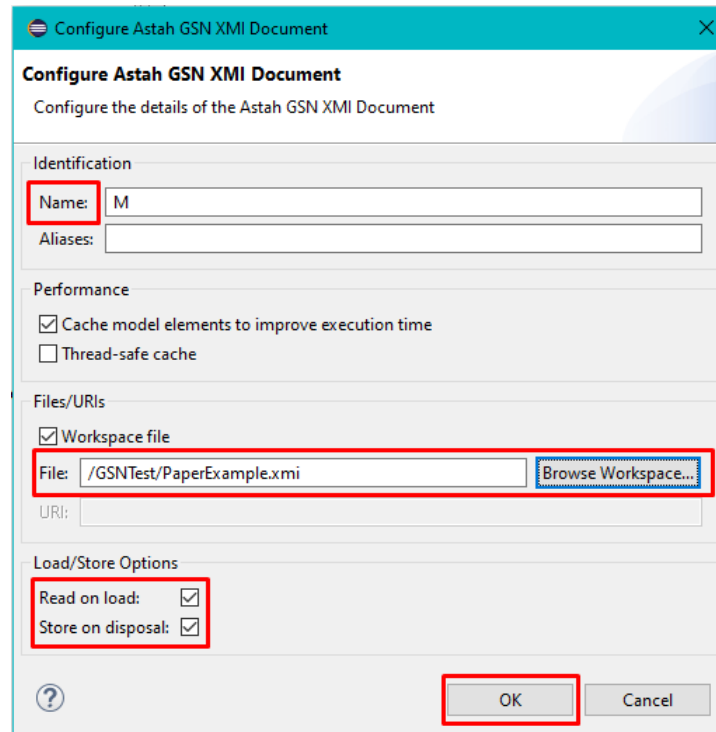 Configure Astah GSN XMI Document
Configure Astah GSN XMI Document
Configure the details of the Astah GSN XMI Document
Identification
Name: M
Aliases:
Performance
Cache model elements to improve execution time
Thread-safe cache
Files/URIs
Workspace file
File: /GSNTest/PaperExample.xmi Browse Workspace...
URI:
Load/Store Options
Read on load:
Store on disposal:
? OK Cancel